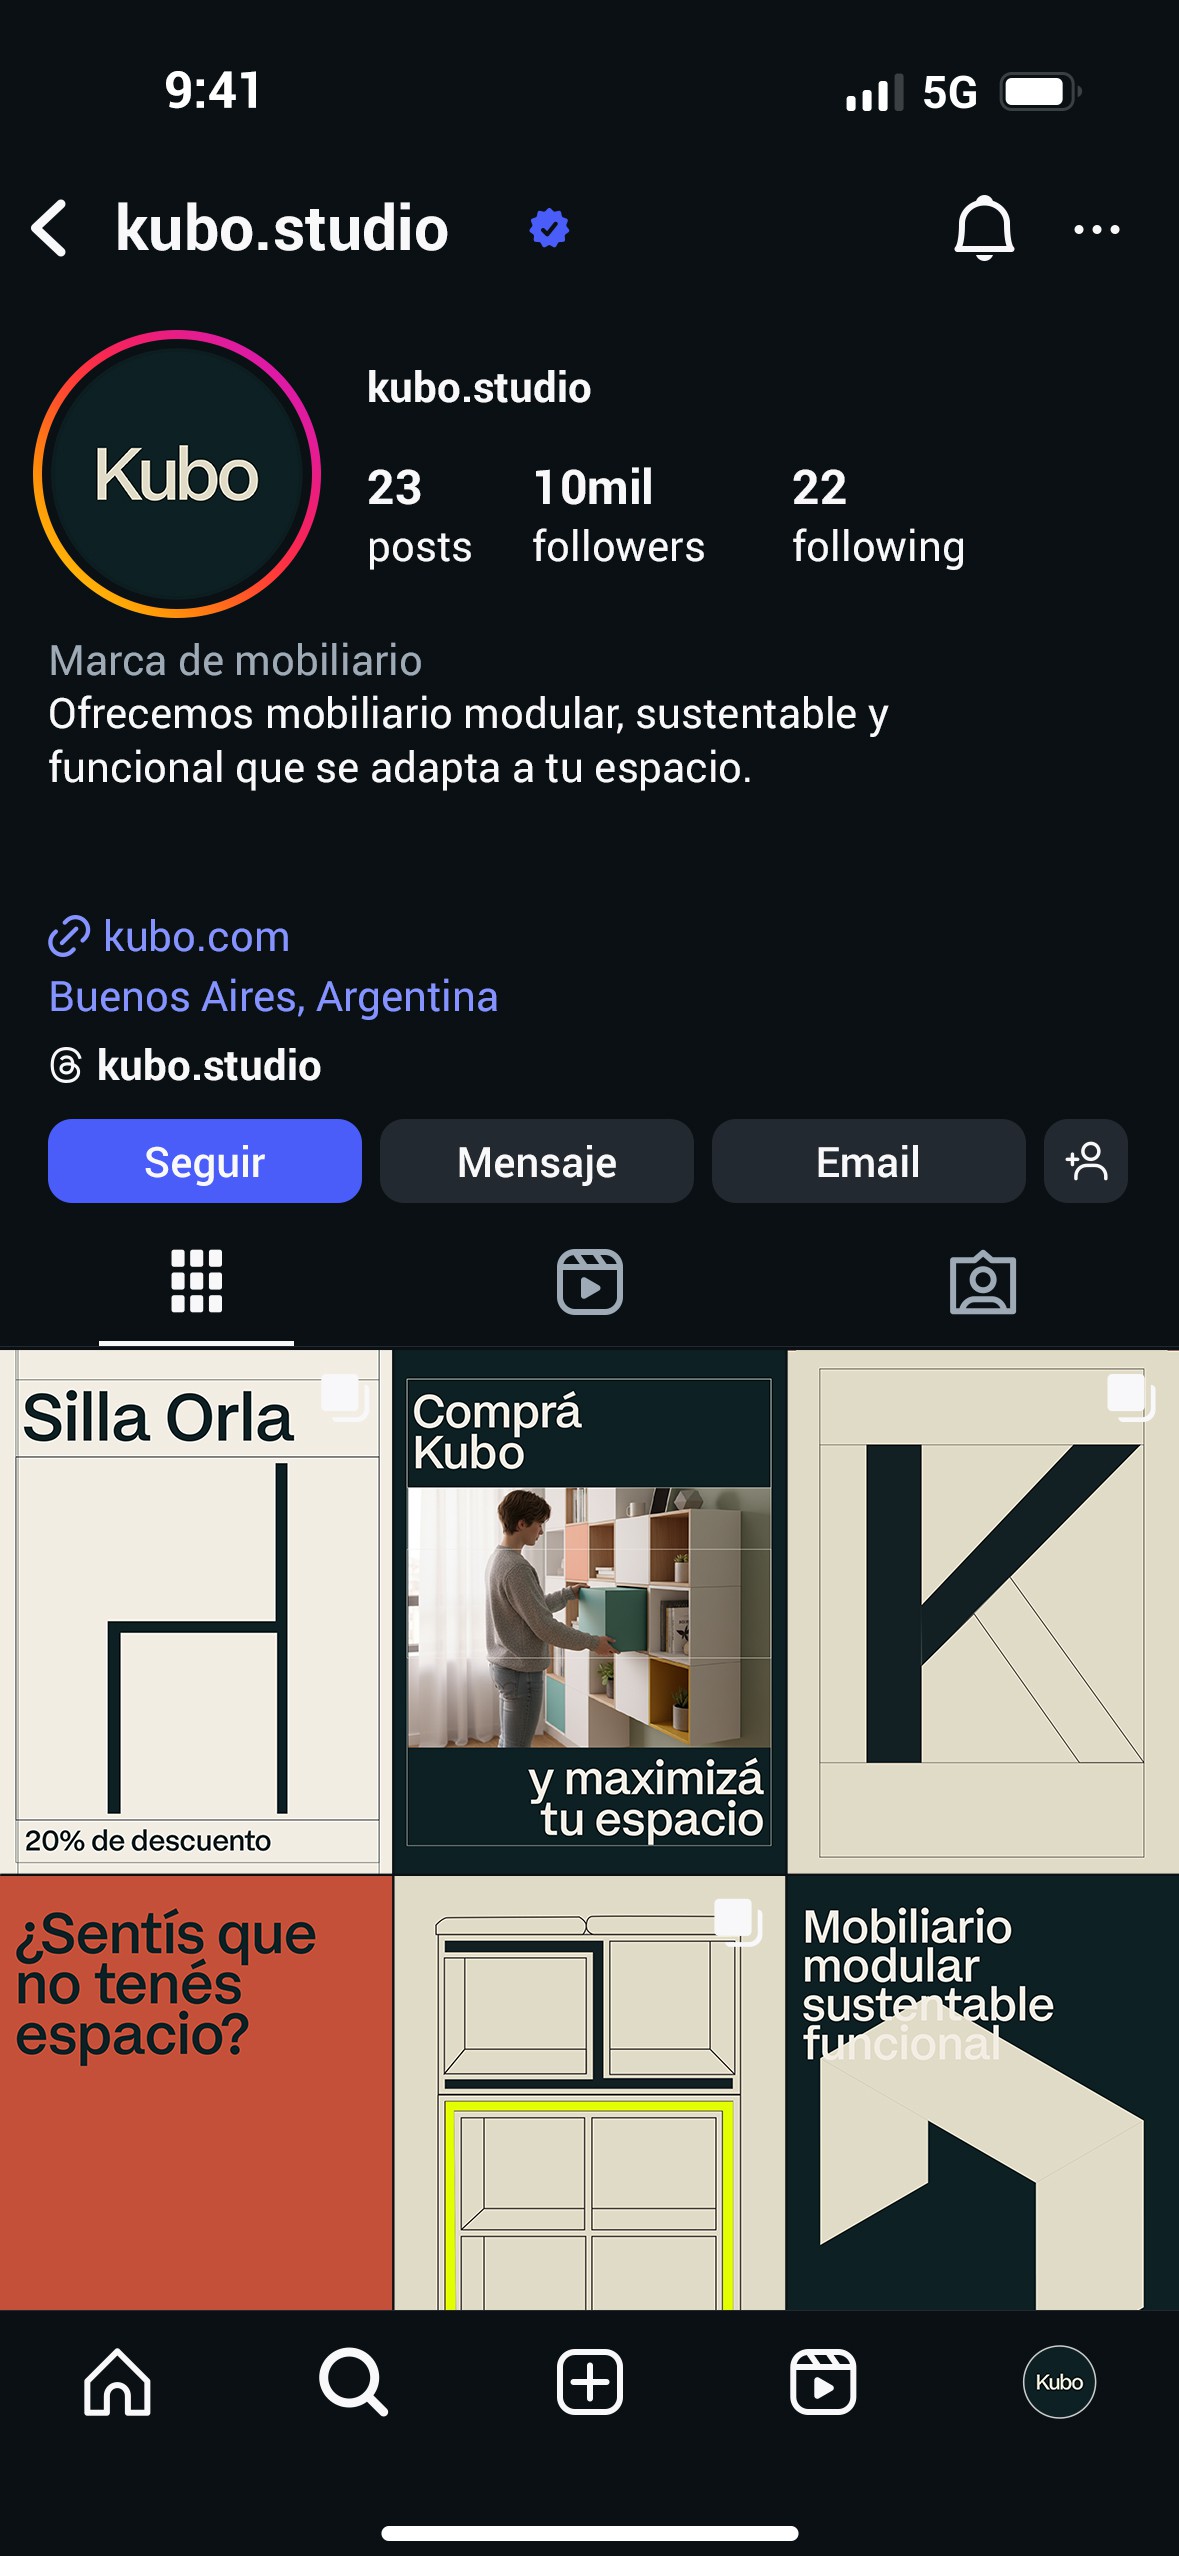 9:41
5G
kubo.studio
Kubo
kubo.studio
23
10mil
22
posts
followers
following
Marca de mobiliario
Ofrecemos mobiliario modular, sustentable y
funcional que se adapta a tu espacio.
kubo.com
Buenos Aires, Argentina
kubo.studio
Seguir
Mensaje
Email
Silla Orla
20% de descuento
Comprá
Kubo
y maximizá
tu espacio
K
¿Sentís que
no tenés
espacio?
Mobiliario
modular
sustentable
funcional
Kubo